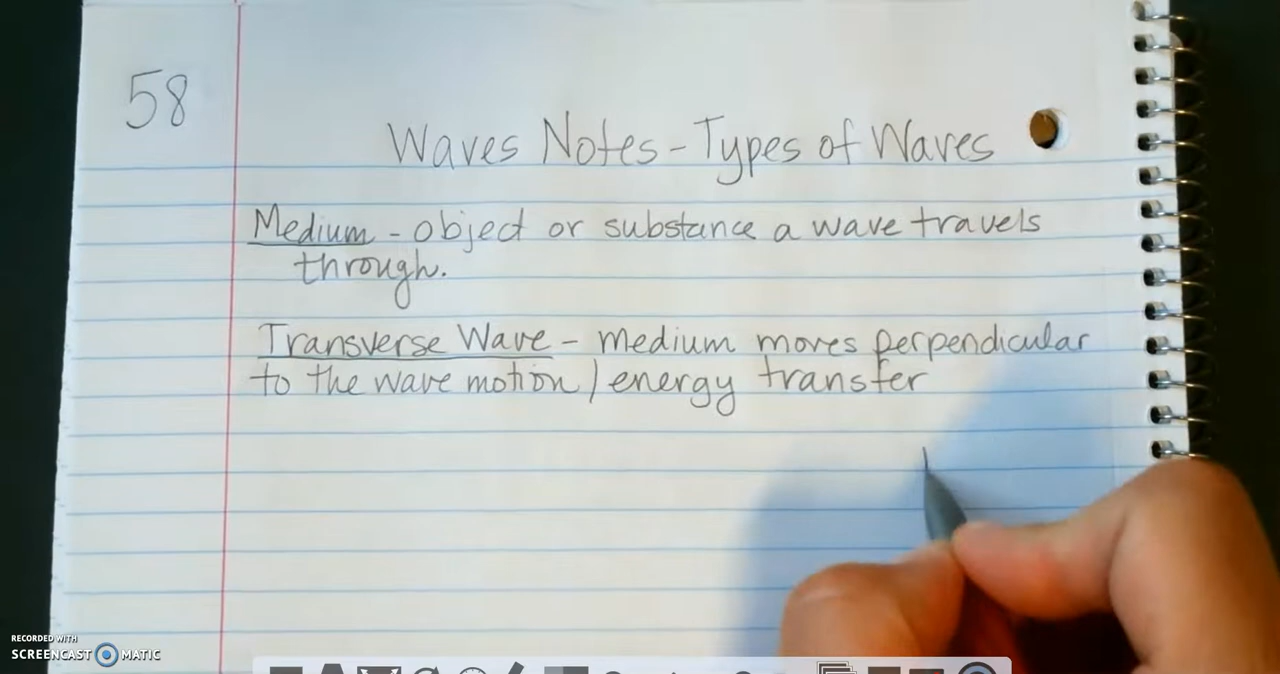 58
Waves Notes - Types of Waves
Medium - object or substance a wave travels
through.
Transverse Wave - medium moves perpendicular
to the wave motion / energy transfer
RECORDED WITH
SCREENCAST MATIC